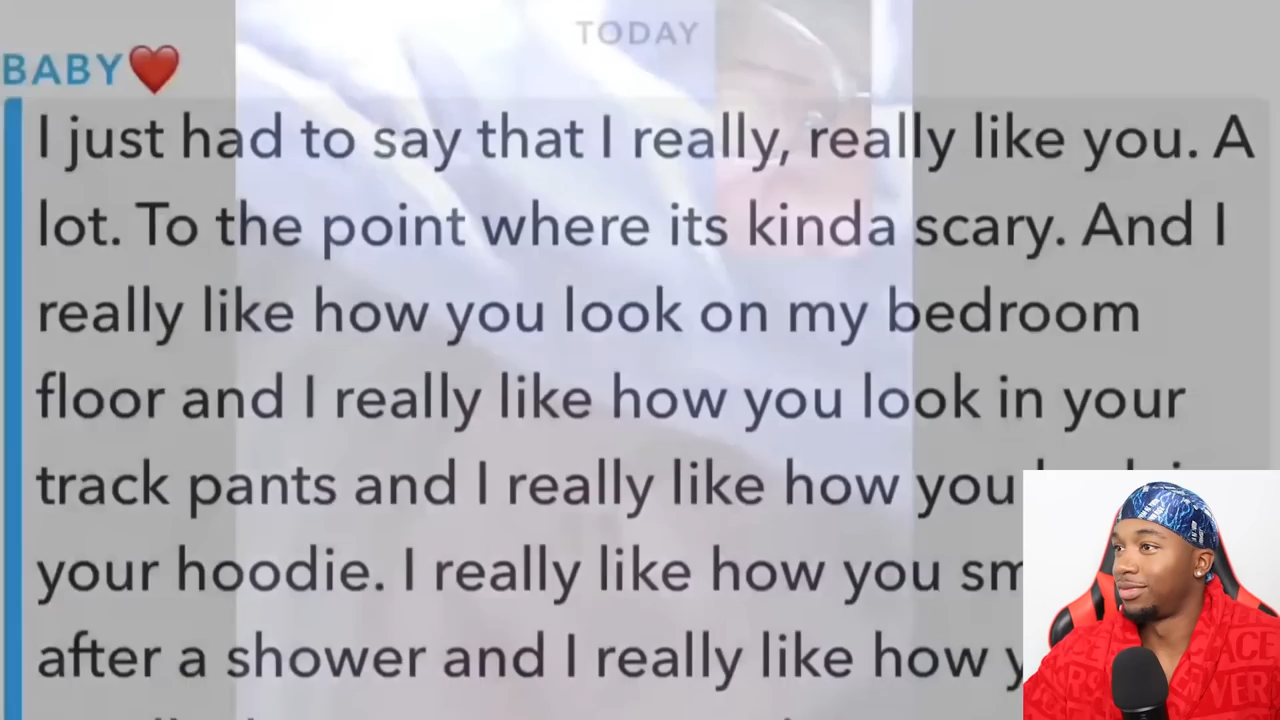 TODAY
BABY❤️
I just had to say that I really, really like you. A
lot. To the point where its kinda scary. And I
really like how you look on my bedroom
floor and I really like how you look in your
track pants and I really like how you
your hoodie. I really like how you
after a shower and I really like how